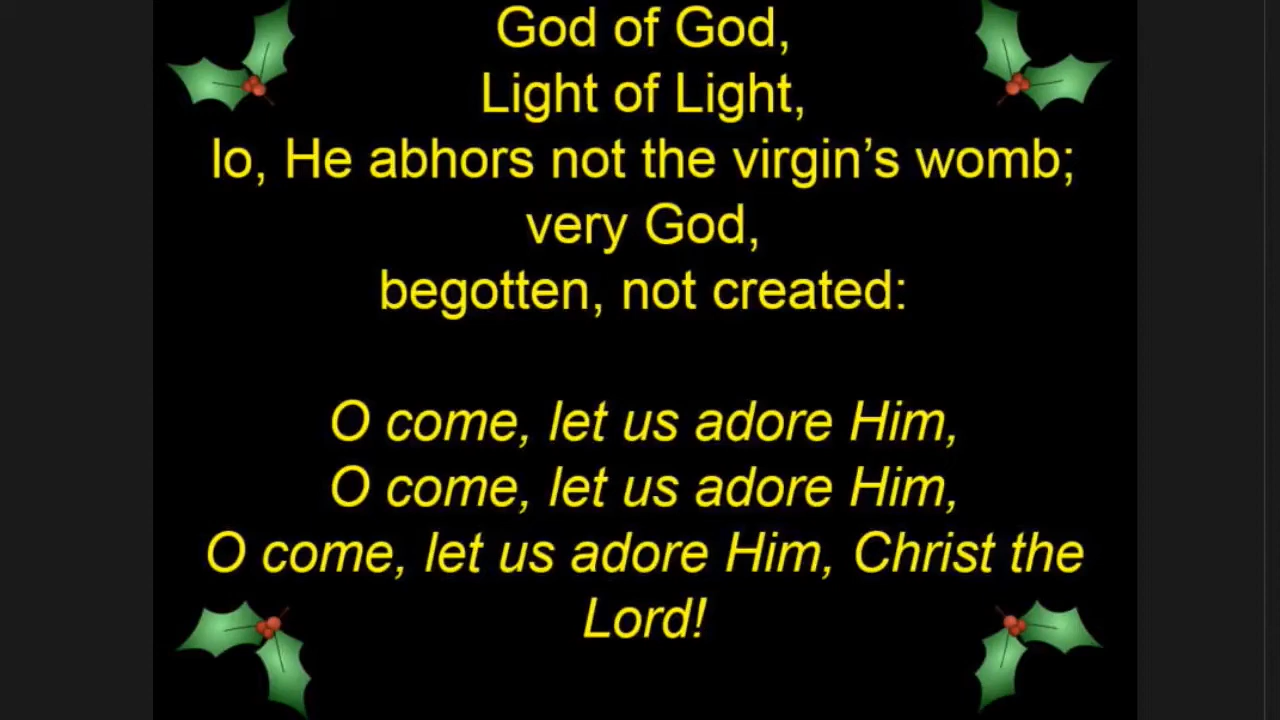 God of God,
Light of Light,
lo, He abhors not the virgin’s womb;
very God,
begotten, not created:
O come, let us adore Him,
O come, let us adore Him,
O come, let us adore Him, Christ the
Lord!